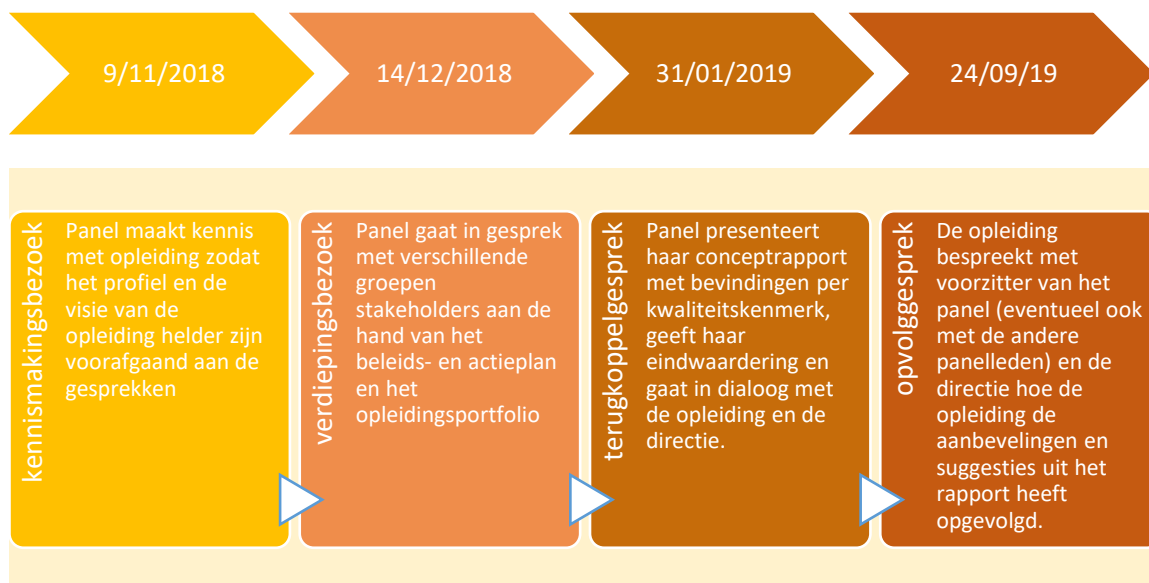 9/11/2018
14/12/2018
31/01/2019
24/09/19
kennismakingsbezoek
Panel maakt kennis
met opleiding zodat
het profiel en de
visie van de
opleiding helder zijn
voorafgaand aan de
gesprekken
verdiepingsbezoek
Panel gaat in gesprek
met verschillende
groepen
stakeholders aan de
hand van het
beleids- en actieplan
en het
opleidingsportfolio
terugkoppelgesprek
Panel presenteert
haar conceptrapport
met bevindingen per
kwaliteitskenmerk,
geeft haar
eindwaardering en
gaat in dialoog met
de opleiding en de
directie.
opvolggesprek
De opleiding
bespreekt met
voorzitter van het
panel (eventueel ook
met de andere
panelleden) en de
directie hoe de
opleiding de
aanbevelingen en
suggesties uit het
rapport heeft
opgevolgd.